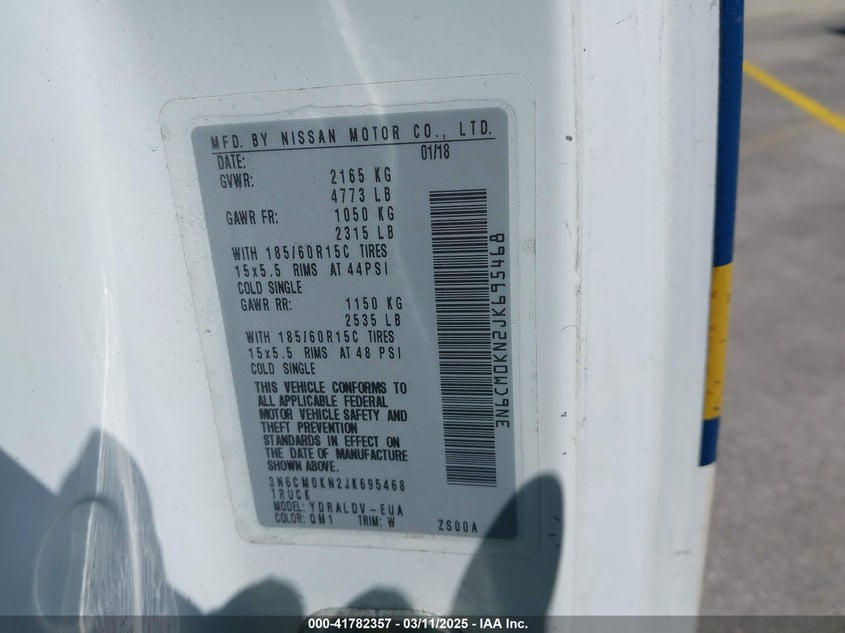 MFD. BY NISSAN MOTOR CO., LTD.
DATE: 01/18
GVWR: 2165 KG
4773 LB
GAWR FR: 1050 KG
2315 LB
WITH 185/60R15C TIRES
15x5.5 RIMS AT 44PSI
COLD SINGLE
GAWR RR: 1150 KG
2535 LB
WITH 185/60R15C TIRES
15x5.5 RIMS AT 48 PSI
COLD SINGLE
THIS VEHICLE CONFORMS TO
ALL APPLICABLE FEDERAL
MOTOR VEHICLE SAFETY AND
THEFT PREVENTION
STANDARDS IN EFFECT ON
THE DATE OF MANUFACTURE
SHOWN ABOVE.
3N6CM0KN2JK695468
TRUCK
MODEL: YDRALDV-EUA
COLOR: QM1 TRIM: W ZS00A
3N6CM0KN2JK695468
000-41782357 - 03/11/2025 - IAA Inc.